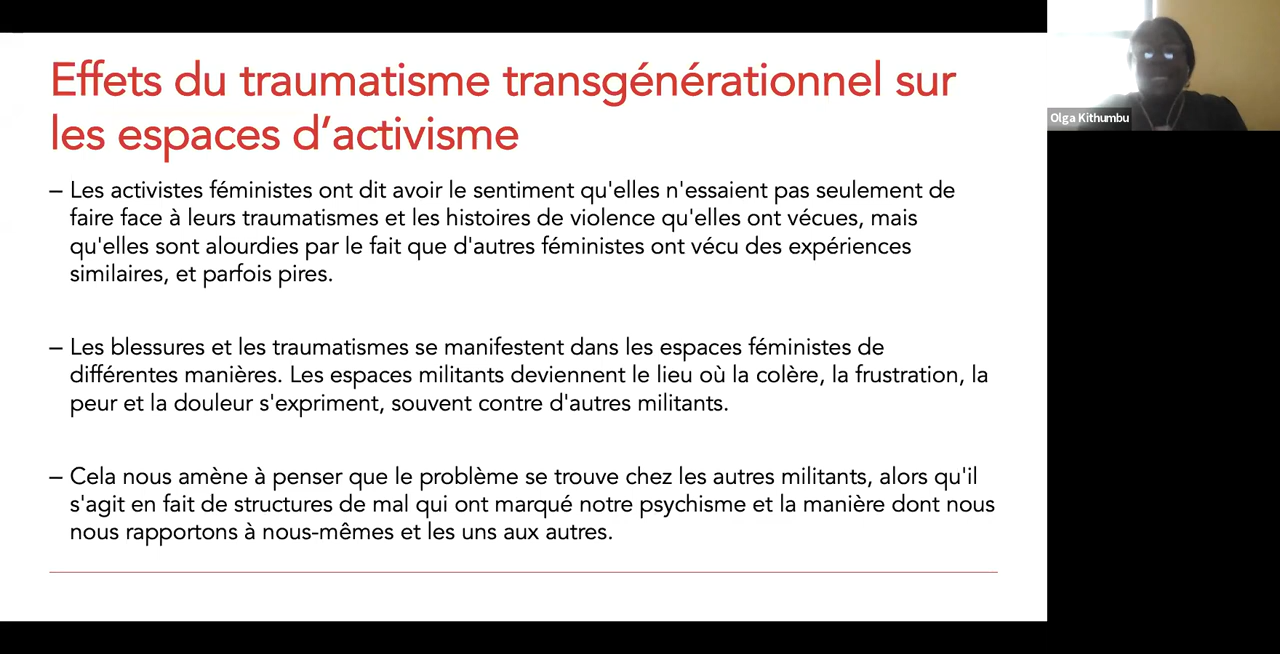 Effets du traumatisme transgénérationnel sur
les espaces d’activisme
– Les activistes féministes ont dit avoir le sentiment qu'elles n'essaient pas seulement de
faire face à leurs traumatismes et les histoires de violence qu'elles ont vécues, mais
qu'elles sont alourdies par le fait que d'autres féministes ont vécu des expériences
similaires, et parfois pires.
– Les blessures et les traumatismes se manifestent dans les espaces féministes de
différentes manières. Les espaces militants deviennent le lieu où la colère, la frustration, la
peur et la douleur s'expriment, souvent contre d'autres militants.
– Cela nous amène à penser que le problème se trouve chez les autres militants, alors qu'il
s'agit en fait de structures de mal qui ont marqué notre psychisme et la manière dont nous
nous rapportons à nous-mêmes et les uns aux autres.
Olga Kithumbu